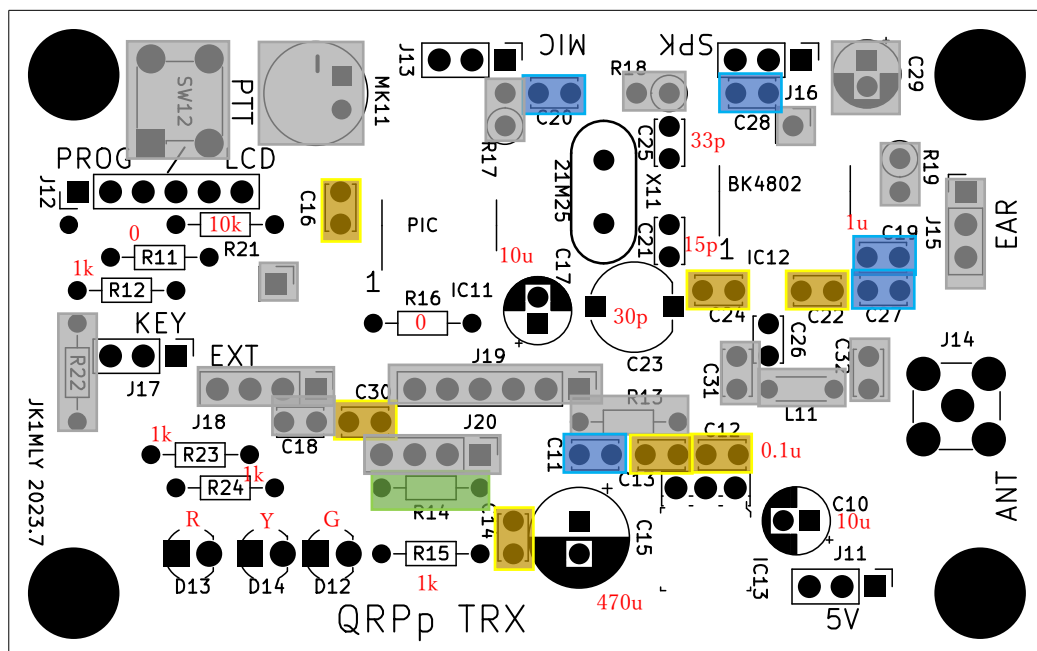 J13
MIC
SPK
R18
C29
SW12
PTT
MK11
C20
C28
J16
R17
C25
33p
PROG
LCD
21M25
X11
BK4802
R19
J12
C16
10k
0
R11
R21
PIC
C21
15p
1
1u
C19
J15
EAR
1k
R12
10u
C17
IC12
1
R16
IC11
0
30p
C24
C22
C27
KEY
C23
C26
R22
J17
EXT
J19
C31
C32
J14
J18
C30
R13
L11
C18
J20
JK1MLY 2023.7
1k
R23
C11
C13
C12
0.1u
1k
R24
R14
C14
C15
C10
10u
ANT
R
Y
G
R15
IC13
J11
D13
D14
D12
1k
470u
QRPp TRX
5V